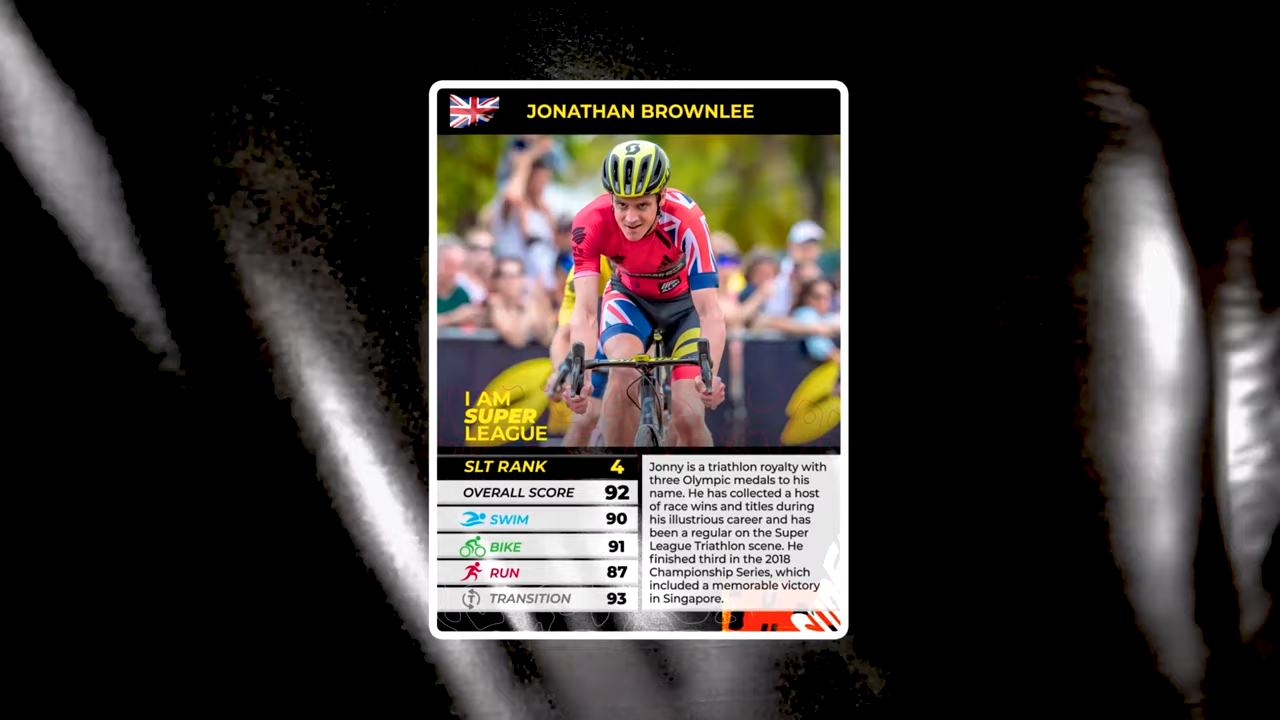 JONATHAN BROWNLEE
I AM
SUPER
LEAGUE
SLT RANK 4
OVERALL SCORE 92
SWIM 90
BIKE 91
RUN 87
TRANSITION 93
Jonny is a triathlon royalty with
three Olympic medals to his
name. He has collected a host
of race wins and titles during
his illustrious career and has
been a regular on the Super
League Triathlon scene. He
finished third in the 2018
Championship Series, which
included a memorable victory
in Singapore.